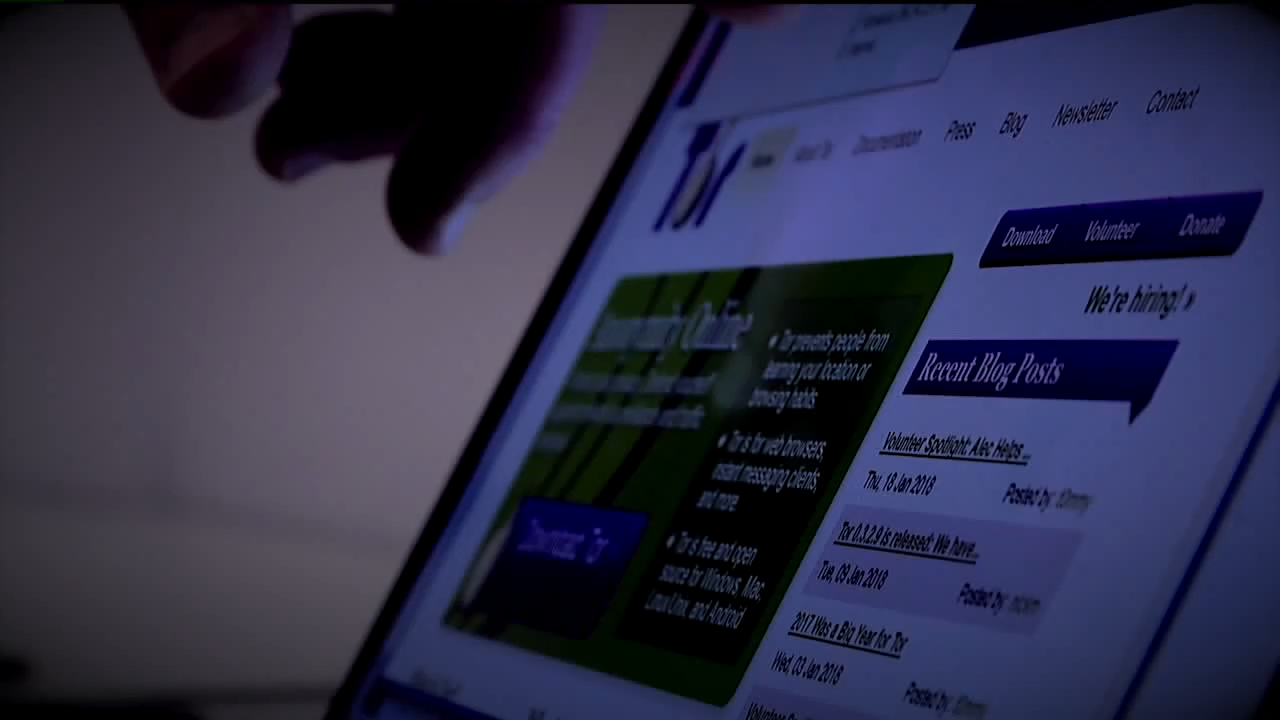 Press Blog Newsletter Contact
Tor
Download Volunteer Donate
We're hiring! »
Anonymity Online
• Tor prevents people from
learning your location or
browsing habits.
• Tor is for web browsers,
instant messaging clients,
and more.
• Tor is free and open
source for Windows, Mac,
Linux/Unix, and Android
Download Tor
Recent Blog Posts
Volunteer Spotlight: Alec Helps...
Thu, 18 Jan 2018
Posted by:
Tor 0.3.2.9 is released: We have...
Tue, 09 Jan 2018
Posted by:
2017 Was a Big Year for Tor
Wed, 03 Jan 2018
Posted by: